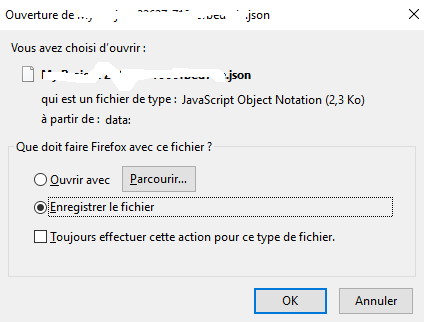 Ouverture de .json
Vous avez choisi d'ouvrir :
.json
qui est un fichier de type : JavaScript Object Notation (2,3 Ko)
à partir de : data:
Que doit faire Firefox avec ce fichier ?
Ouvrir avec Parcourir...
Enregistrer le fichier
Toujours effectuer cette action pour ce type de fichier.
OK Annuler